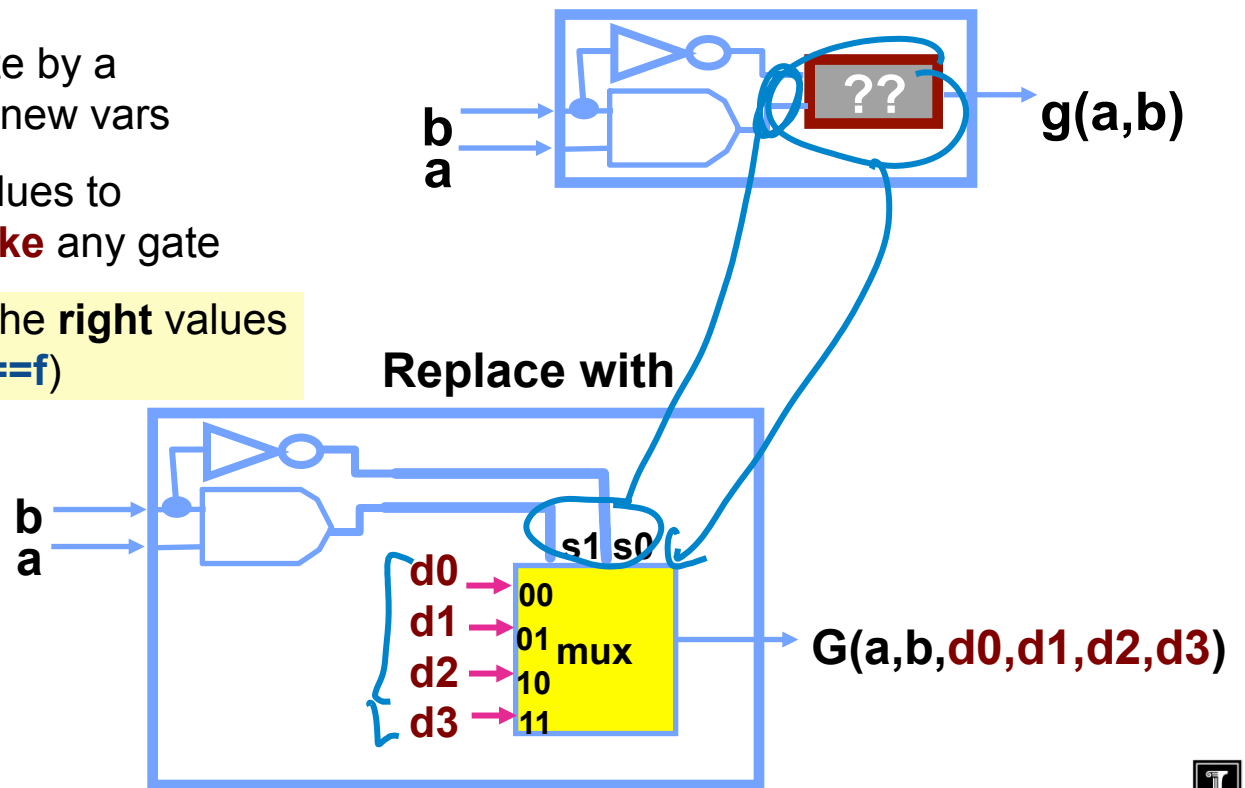 te by a
new vars
lues to
ke any gate
he right values
==f)
??
b
a
g(a,b)
Replace with
b
a
s1 s0
d0
00
d1
01
mux
d2
10
d3
11
G(a,b,d0,d1,d2,d3)